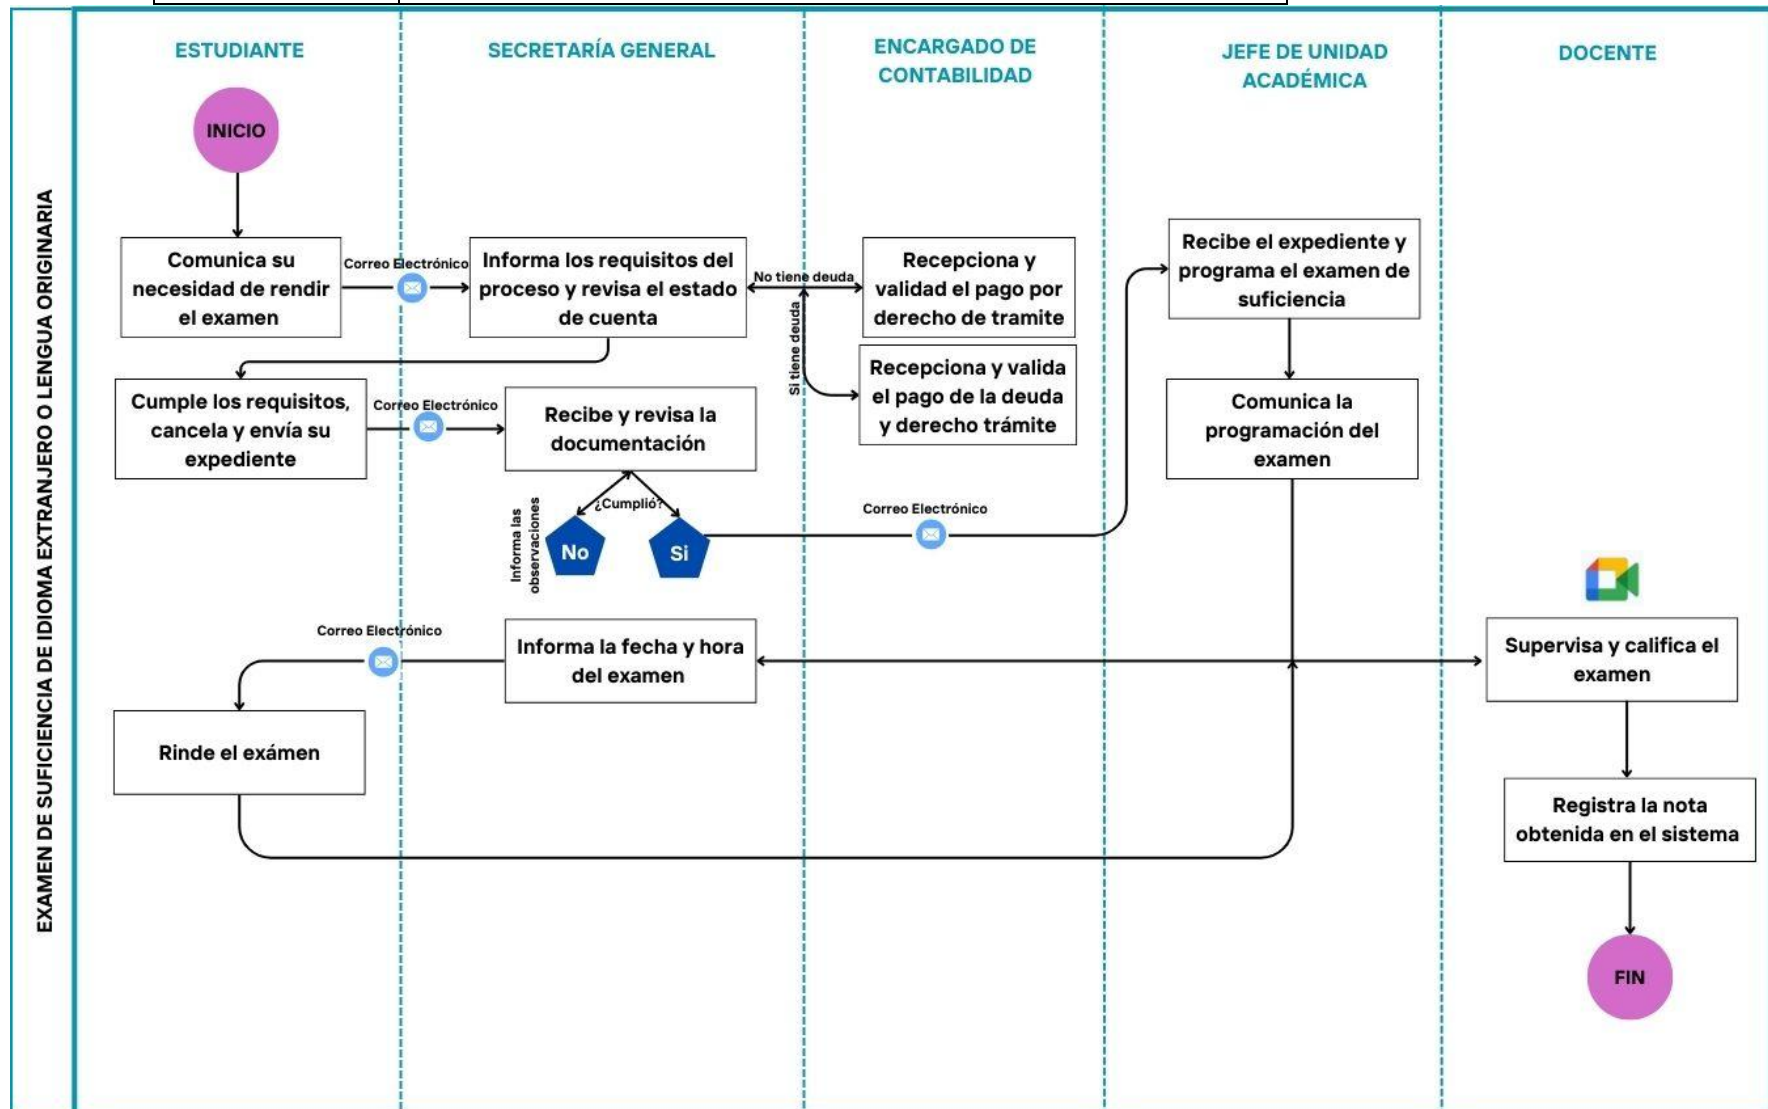 ESTUDIANTE
SECRETARÍA GENERAL
ENCARGADO DE
CONTABILIDAD
JEFE DE UNIDAD
ACADÉMICA
DOCENTE
EXAMEN DE SUFICIENCIA DE IDIOMA EXTRANJERO O LENGUA ORIGINARIA
INICIO
Comunica su
necesidad de rendir
el examen
Correo Electrónico
Informa los requisitos del
proceso y revisa el estado
de cuenta
No tiene deuda
Si tiene deuda
Recepciona y
validad el pago por
derecho de tramite
Recepciona y valida
el pago de la deuda
y derecho trámite
Recibe el expediente y
programa el examen de
suficiencia
Cumple los requisitos,
cancela y envía su
expediente
Correo Electrónico
Recibe y revisa la
documentación
Comunica la
programación del
examen
¿Cumplió?
Informa las
observaciones
No
Si
Correo Electrónico
Correo Electrónico
Informa la fecha y hora
del examen
Supervisa y califica el
examen
Rinde el exámen
Registra la nota
obtenida en el sistema
FIN